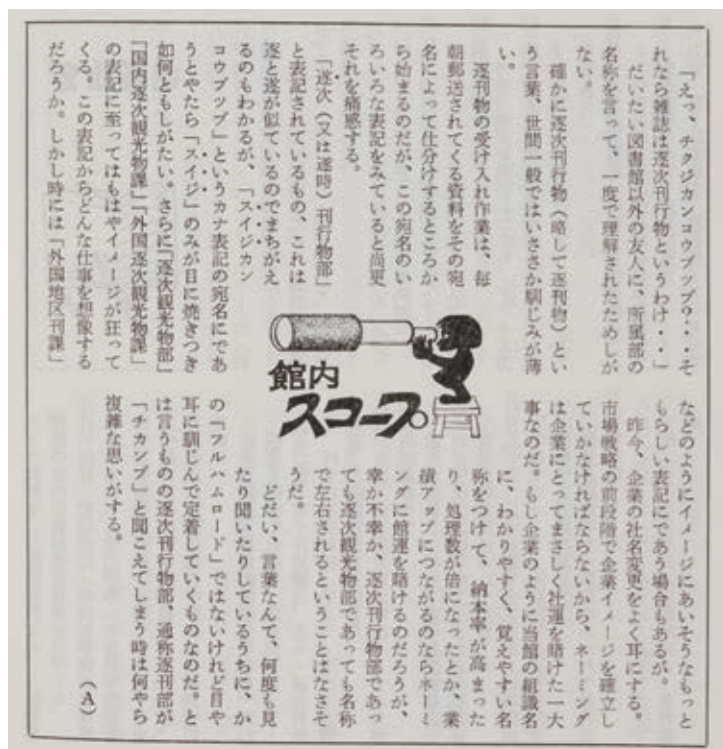 「えっ、チクジカンコウブツブ?・・・そ
れなら雑誌は逐次刊行物というわけ・・」
だいたい図書館以外の友人に、所属部の
名称を言って、一度で理解されたためしが
ない。
確かに逐次刊行物(略して逐刊物)とい
う言葉、世間一般ではいささか馴じみが薄
い。
逐刊物の受け入れ作業は、毎
朝郵送されてくる資料をその宛
名によって仕分けするところか
ら始まるのだが、この宛名のい
ろいろな表記をみていると尚更
それを痛感する。
「遂次(又は遂時)刊行物部」
と表記されているもの、これは
逐と遂が似ているのでまちがえ
るのもわかるが、「スイジカン
コウブツブ」というカナ表記の宛名にであ
うとやたら「スイジ」のみが目に焼きつき
如何ともしがたい。さらに「逐次観光物部」
「国内逐次観光物課」「外国逐次観光物課」
の表記に至ってはもはやイメージが狂って
くる。この表記からどんな仕事を想像する
だろうか。しかし時には「外国地区刊課」
館内
スコープ
などのようにイメージにあいそうなもっと
もらしい表記にであう場合もあるが。
昨今、企業の社名変更をよく耳にする。
市場戦略の前段階で企業イメージを確立し
ていかなければならないから、ネーミング
は企業にとってまさしく社運を賭けた一大
事なのだ。もし企業のように当館の組織名
に、わかりやすく、覚えやすい名
称をつけて、納本率が高まった
り、処理数が倍になったとか、業
績アップにつながるのならネーミ
ングに館運を賭けるのだろうが、
幸か不幸か、逐次刊行物部であっ
ても逐次観光物部であっても名称
で左右されるということはなさそ
うだ。
どだい、言葉なんて、何度も見
たり聞いたりしているうちに、か
の「フルハムロード」ではないけれど目や
耳に馴じんで定着していくものなのだ。と
は言うものの逐次刊行物部、通称逐刊部が
「チカンブ」と聞こえてしまう時は何やら
複雑な思いがする。
(A)